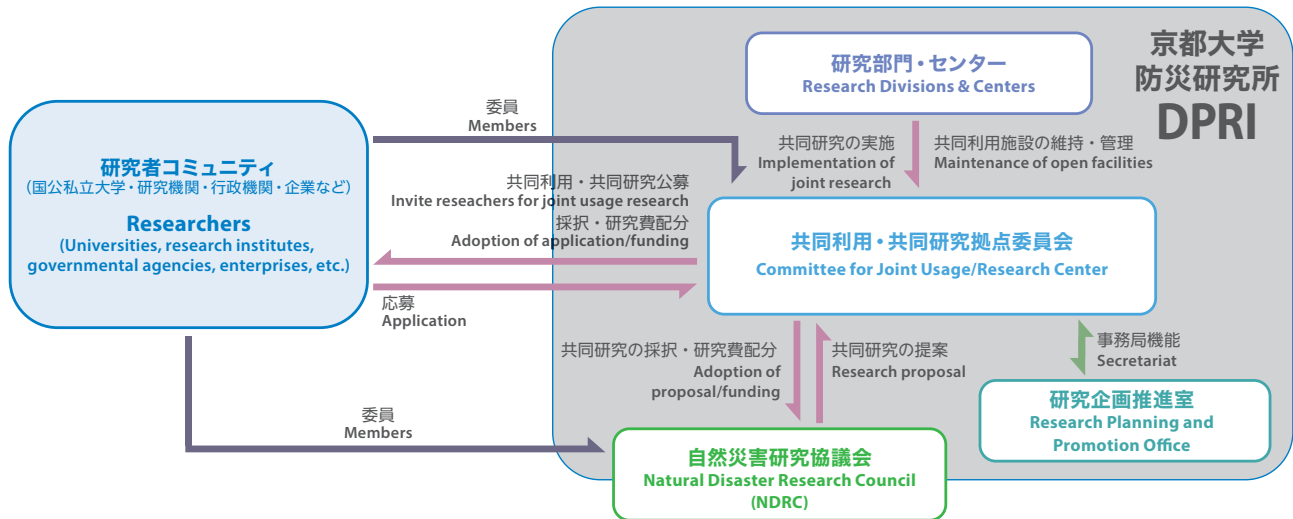 京都大学
防災研究所
DPRI
研究部門・センター
Research Divisions & Centers
委員
Members
共同研究の実施
Implementation of
joint research
共同利用施設の維持・管理
Maintenance of open facilities
研究者コミュニティ
（国公私立大学・研究機関・行政機関・企業など）
Researchers
(Universities, research institutes,
governmental agencies, enterprises, etc.)
共同利用・共同研究公募
Invite reseachers for joint usage research
採択・研究費配分
Adoption of application/funding
共同利用・共同研究拠点委員会
Committee for Joint Usage/Research Center
応募
Application
共同研究の採択・研究費配分
Adoption of
proposal/funding
共同研究の提案
Research proposal
事務局機能
Secretariat
研究企画推進室
Research Planning and
Promotion Office
委員
Members
自然災害研究協議会
Natural Disaster Research Council
(NDRC)